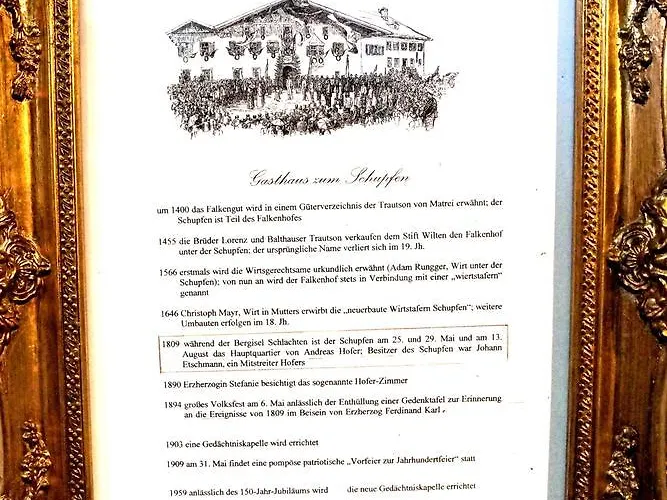 Gasthaus zum Schupfen
um 1400 das Falkengut wird in einem Güterverzeichnis der Trautson von Matrei erwähnt; der
Schupfen ist Teil des Falkenhofes
1455 die Brüder Lorenz und Balthauser Trautson verkaufen dem Stift Wilten den Falkenhof
unter der Schupfen; der ursprüngliche Name verliert sich im 19. Jh.
1566 erstmals wird die Wirtsgerechtsame urkundlich erwähnt (Adam Rungger, Wirt unter der
Schupfen); von nun an wird der Falkenhof stets in Verbindung mit einer „wiertstafern"
genannt
1646 Christoph Mayr, Wirt in Mutters erwirbt die „neuerbaute Wirtstafern Schupfen"; weitere
Umbauten erfolgen im 18. Jh.
1809 während der Bergisel Schlachten ist der Schupfen am 25. und 29. Mai und am 13.
August das Hauptquartier von Andreas Hofer; Besitzer des Schupfen war Johann
Etschmann, ein Mitstreiter Hofers
1890 Erzherzogin Stefanie besichtigt das sogenannte Hofer-Zimmer
1894 großes Volksfest am 6. Mai anlässlich der Enthüllung einer Gedenktafel zur Erinnerung
an die Ereignisse von 1809 im Beisein von Erzherzog Ferdinand Karl .
1903 eine Gedächtniskapelle wird errichtet
1909 am 31. Mai findet eine pompöse patriotische „Vorfeier zur Jahrhundertfeier" statt
1959 anlässlich des 150-Jahr-Jubiläums wird die neue Gedächtniskapelle errichtet